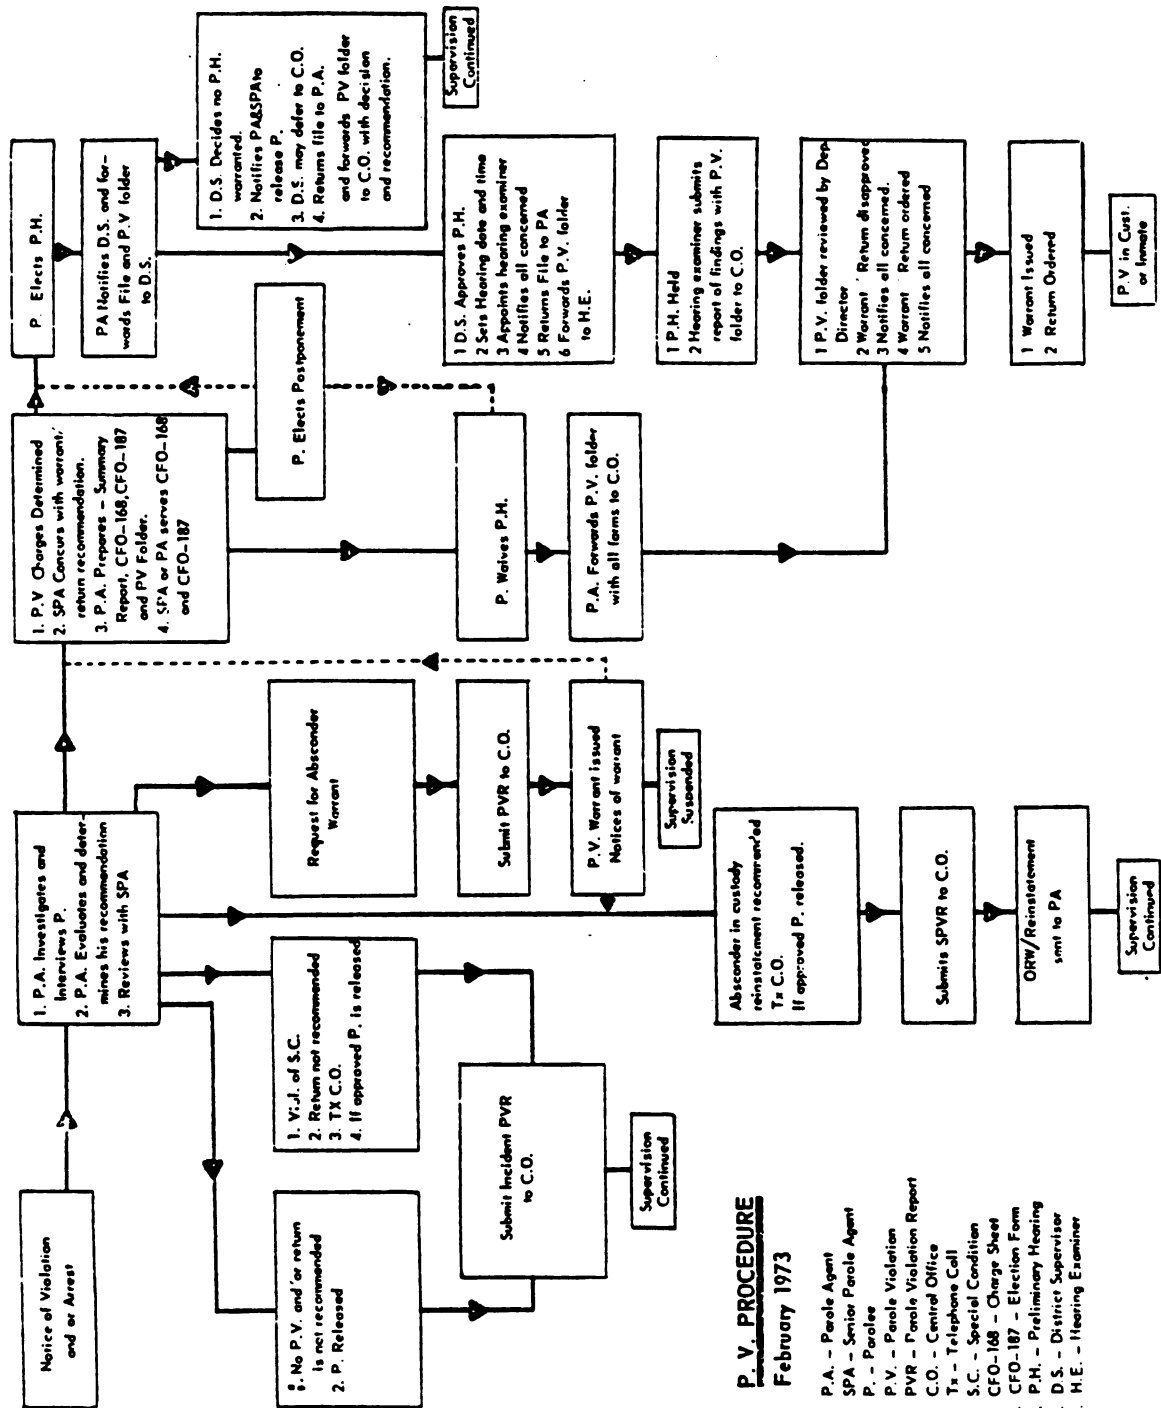 Notice of Violation
and or Arrest
1. P.A. Investigates and
Interviews P.
2. P.A. Evaluates and deter-
mines his recommendation
3. Reviews with SPA
1. P.V Charges Determined
2. SPA Concurs with warrant/
return recommendation.
3. P.A. Prepares – Summary
Report, CFO-168, CFO-187
and PV Folder.
4. SPA or PA serves CFO-168
and CFO-187
P. Elects P.H.
PA Notifies D.S. and for-
wards File and P.V folder
to D.S.
1. D.S. Decides no P.H.
warranted.
2. Notifies PA&SPA to
release P.
3. D.S. may defer to C.O.
4. Returns file to P.A.
and forwards PV folder
to C.O. with decision
and recommendation.
Supervision
Continued
P. Elects Postponement
1 D.S. Approves P.H.
2 Sets Hearing date and time
3 Appoints hearing examiner
4 Notifies all concerned
5 Returns File to PA
6 Forwards P.V. folder
to H.E.
1 P.H. Held
2 Hearing examiner submits
report of findings with P.V.
folder to C.O.
1 P.V. folder reviewed by Dep.
Director
2 Warrant/Return disapproved
3 Notifies all concerned.
4 Warrant/Return ordered
5 Notifies all concerned
1 Warrant Issued
2 Return Ordered
P.V in Cust.
or Inmate
P. Waives P.H.
P.A. Forwards P.V. folder
with all forms to C.O.
Request for Absconder
Warrant
Submit PVR to C.O.
P.V. Warrant issued
Notices of warrant
Supervision
Suspended
Absconder in custody
reinstatement recommended
Tx C.O.
If approved P. released.
Submits SPVR to C.O.
ORW/Reinstatement
sent to PA
Supervision
Continued
1. Viol. of S.C.
2. Return not recommended
3. TX C.O.
4. If approved P. is released
1. No P.V. and/or return
is not recommended
2. P. Released
Submit Incident PVR
to C.O.
Supervision
Continued
P. V. PROCEDURE
February 1973
P.A. – Parole Agent
SPA – Senior Parole Agent
P. – Parolee
P.V. – Parole Violation
PVR – Parole Violation Report
C.O. – Central Office
Tx – Telephone Call
S.C. – Special Condition
CFO-168 – Charge Sheet
CFO-187 – Election Form
P.H. – Preliminary Hearing
D.S. – District Supervisor
H.E. – Hearing Examiner